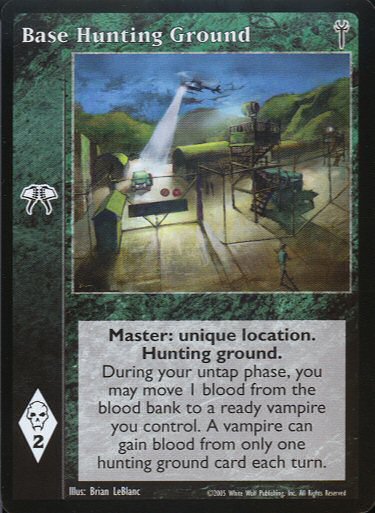 Base Hunting Ground
Master: unique location.
Hunting ground.
During your untap phase, you
may move 1 blood from the
blood bank to a ready vampire
you control. A vampire can
gain blood from only one
hunting ground card each turn.
2
Illus: Brian LeBlanc
©2005 White Wolf Publishing, Inc. All Rights Reserved